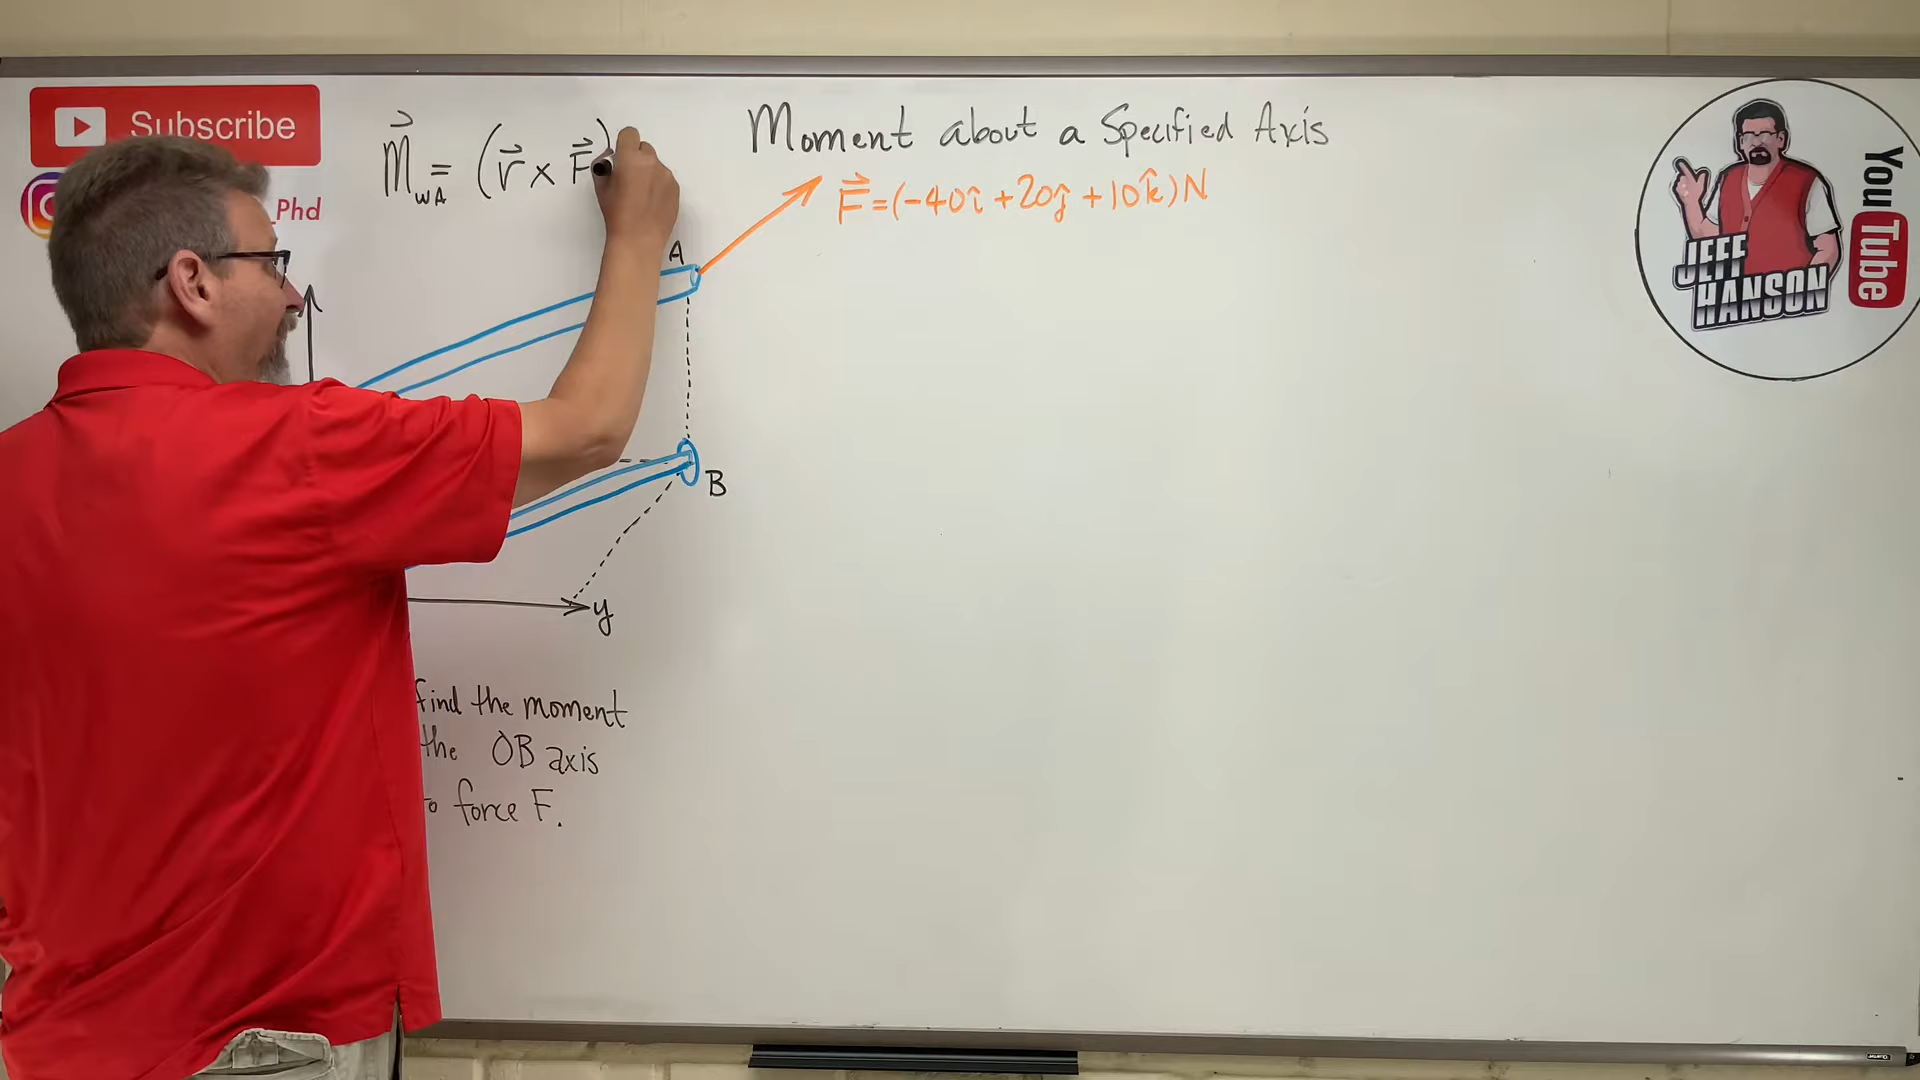 Subscribe
_Phd
M⃗WA = (r⃗ × F⃗)
Moment about a Specified Axis
F⃗ = (-40î + 20ĵ + 10k̂) N
A
B
y
find the moment
the OB axis
to force F.
JEFF
HANSON
YouTube